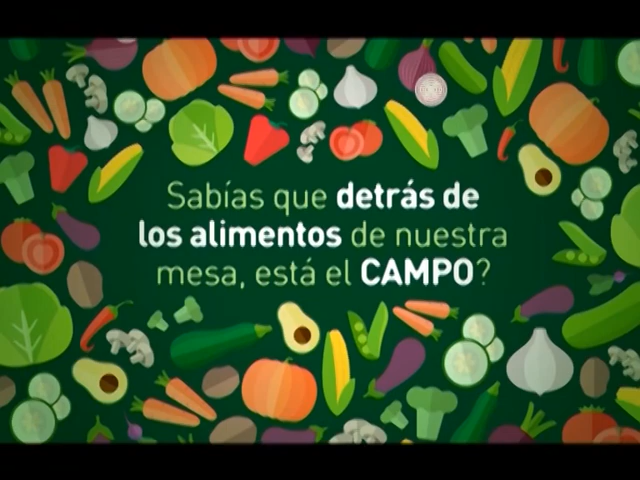 Sabías que detrás de
los alimentos de nuestra
mesa, está el CAMPO?